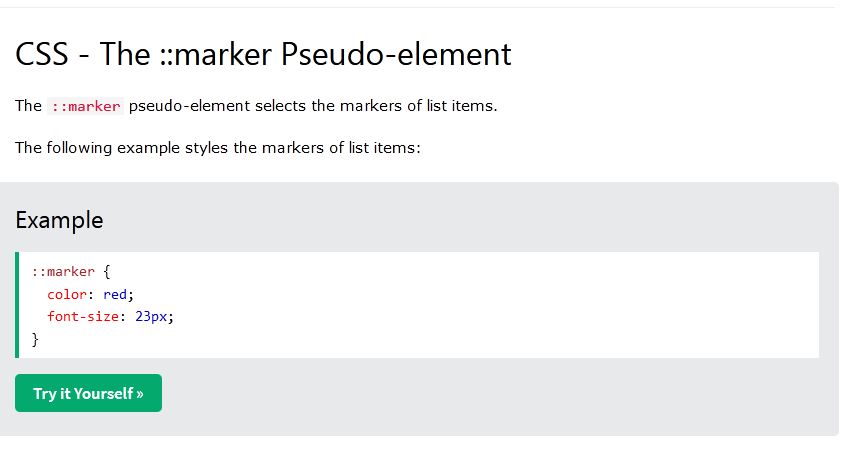 CSS - The ::marker Pseudo-element
The ::marker pseudo-element selects the markers of list items.
The following example styles the markers of list items:
Example
::marker {
  color: red;
  font-size: 23px;
}
Try it Yourself »